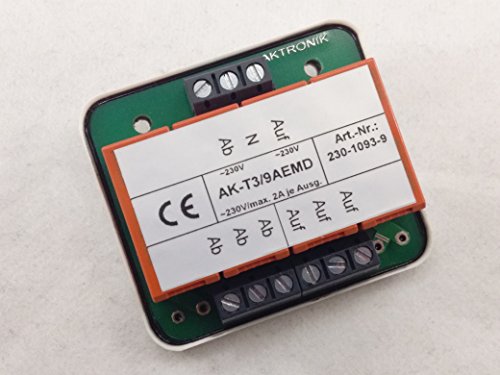 AKTRONIK
Ab N Auf
~230V ~230V
CE AK-T3/9AEMD Art.-Nr.:
230-1093-9
~230V/max. 2A je Ausg.
Ab Ab Ab Auf Auf Auf